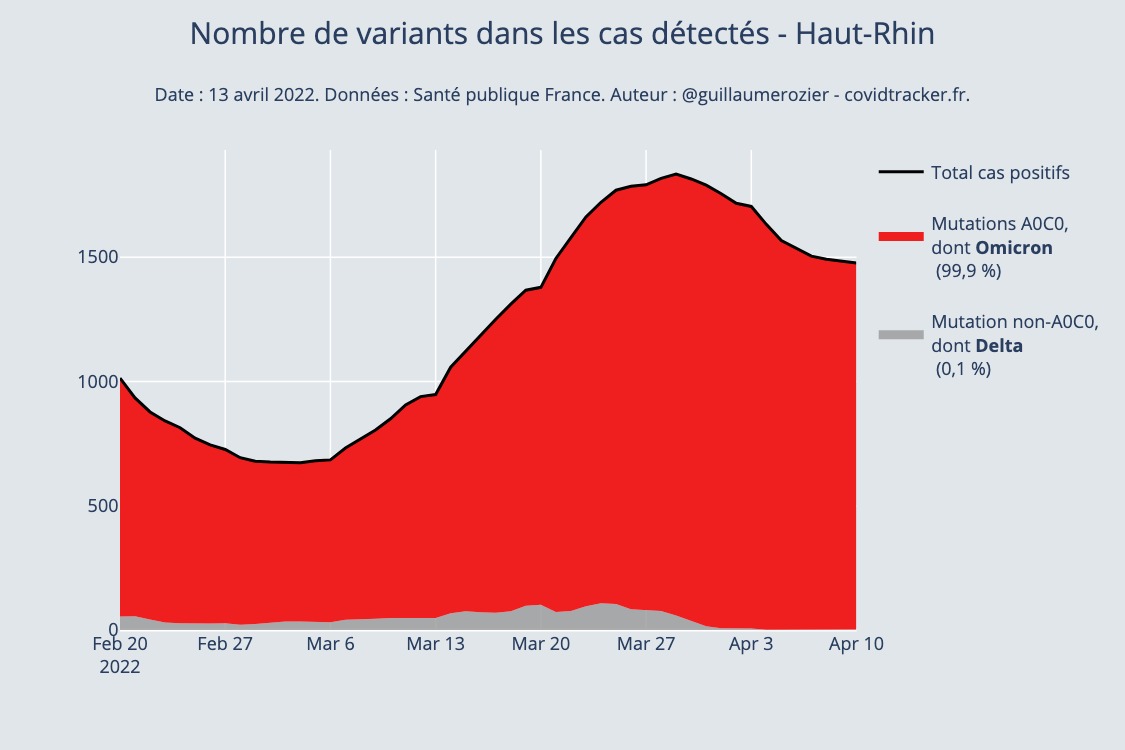 Nombre de variants dans les cas détectés - Haut-Rhin
Date : 13 avril 2022. Données : Santé publique France. Auteur : @guillaumerozier - covidtracker.fr.
Total cas positifs
Mutations A0C0,
dont Omicron
(99,9 %)
Mutation non-A0C0,
dont Delta
(0,1 %)
1500
1000
500
0
Feb 20 Feb 27 Mar 6 Mar 13 Mar 20 Mar 27 Apr 3 Apr 10
2022